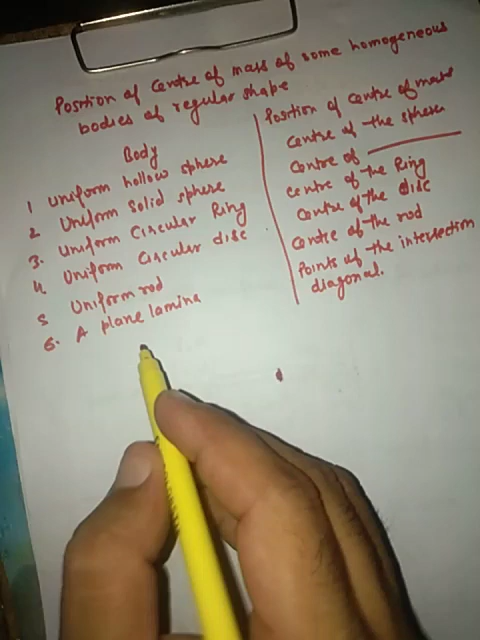 Position of Centre of mass of some homogeneous
bodies of regular shape
Body
1 Uniform hollow sphere
2 Uniform Solid sphere
3. Uniform Circular Ring
4. Uniform Circular disc
5 Uniform rod
6. A plane lamina
Position of centre of mass
Centre of the sphere
Centre of
centre of the Ring
Centre of the disc
Centre of the rod
Points of the intersection
diagonal.